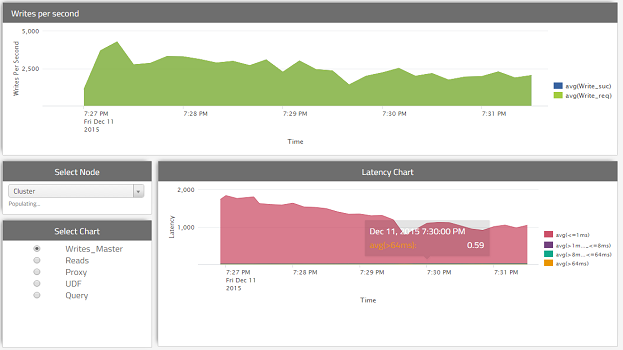 Writes per second
5,000
2,500
Writes Per Second
7:27 PM
Fri Dec 11
2015
7:28 PM
7:29 PM
7:30 PM
7:31 PM
Time
avg(Write_suc)
avg(Write_req)
Select Node
Cluster
Populating...
Select Chart
Writes_Master
Reads
Proxy
UDF
Query
Latency Chart
2,000
1,000
Latency
Dec 11, 2015 7:30:00 PM
avg(>64ms): 0.59
7:27 PM
Fri Dec 11
2015
7:28 PM
7:29 PM
7:30 PM
7:31 PM
Time
avg(<=1ms)
avg(>1m..._<=8ms)
avg(>8m..._<=64ms)
avg(>64ms)